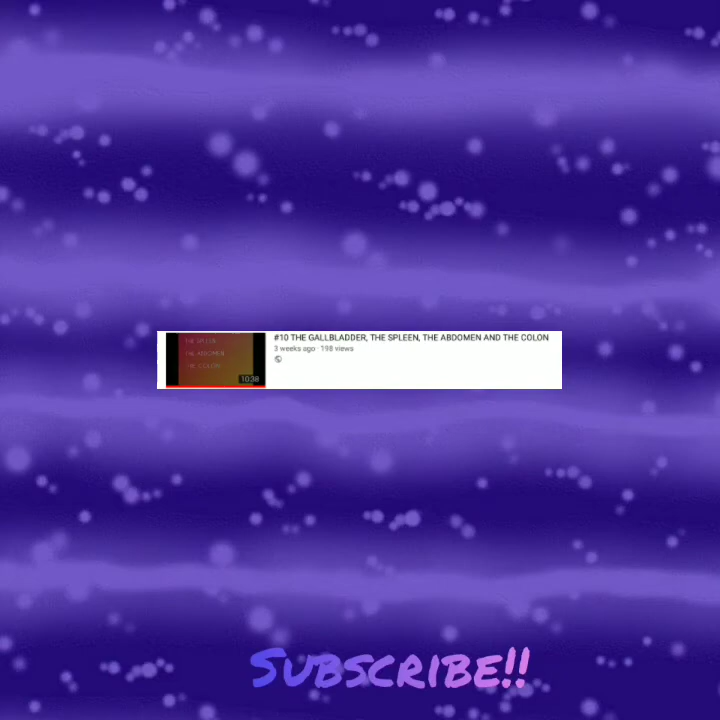 THE SPLEEN
THE ABDOMEN
THE COLON
10:38
#10 THE GALLBLADDER, THE SPLEEN, THE ABDOMEN AND THE COLON
3 weeks ago · 198 views
SUBSCRIBE!!